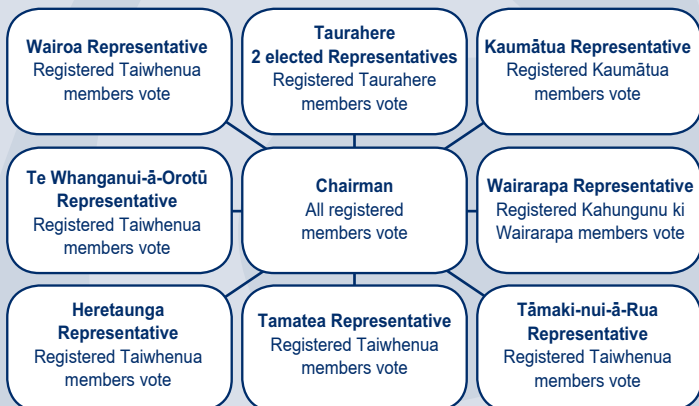 Wairoa Representative
Registered Taiwhenua
members vote
Taurahere
2 elected Representatives
Registered Taurahere
members vote
Kaumātua Representative
Registered Kaumātua
members vote
Te Whanganui-ā-Orotū
Representative
Registered Taiwhenua
members vote
Chairman
All registered
members vote
Wairarapa Representative
Registered Kahungunu ki
Wairarapa members vote
Heretaunga
Representative
Registered Taiwhenua
members vote
Tamatea Representative
Registered Taiwhenua
members vote
Tāmaki-nui-ā-Rua
Representative
Registered Taiwhenua
members vote